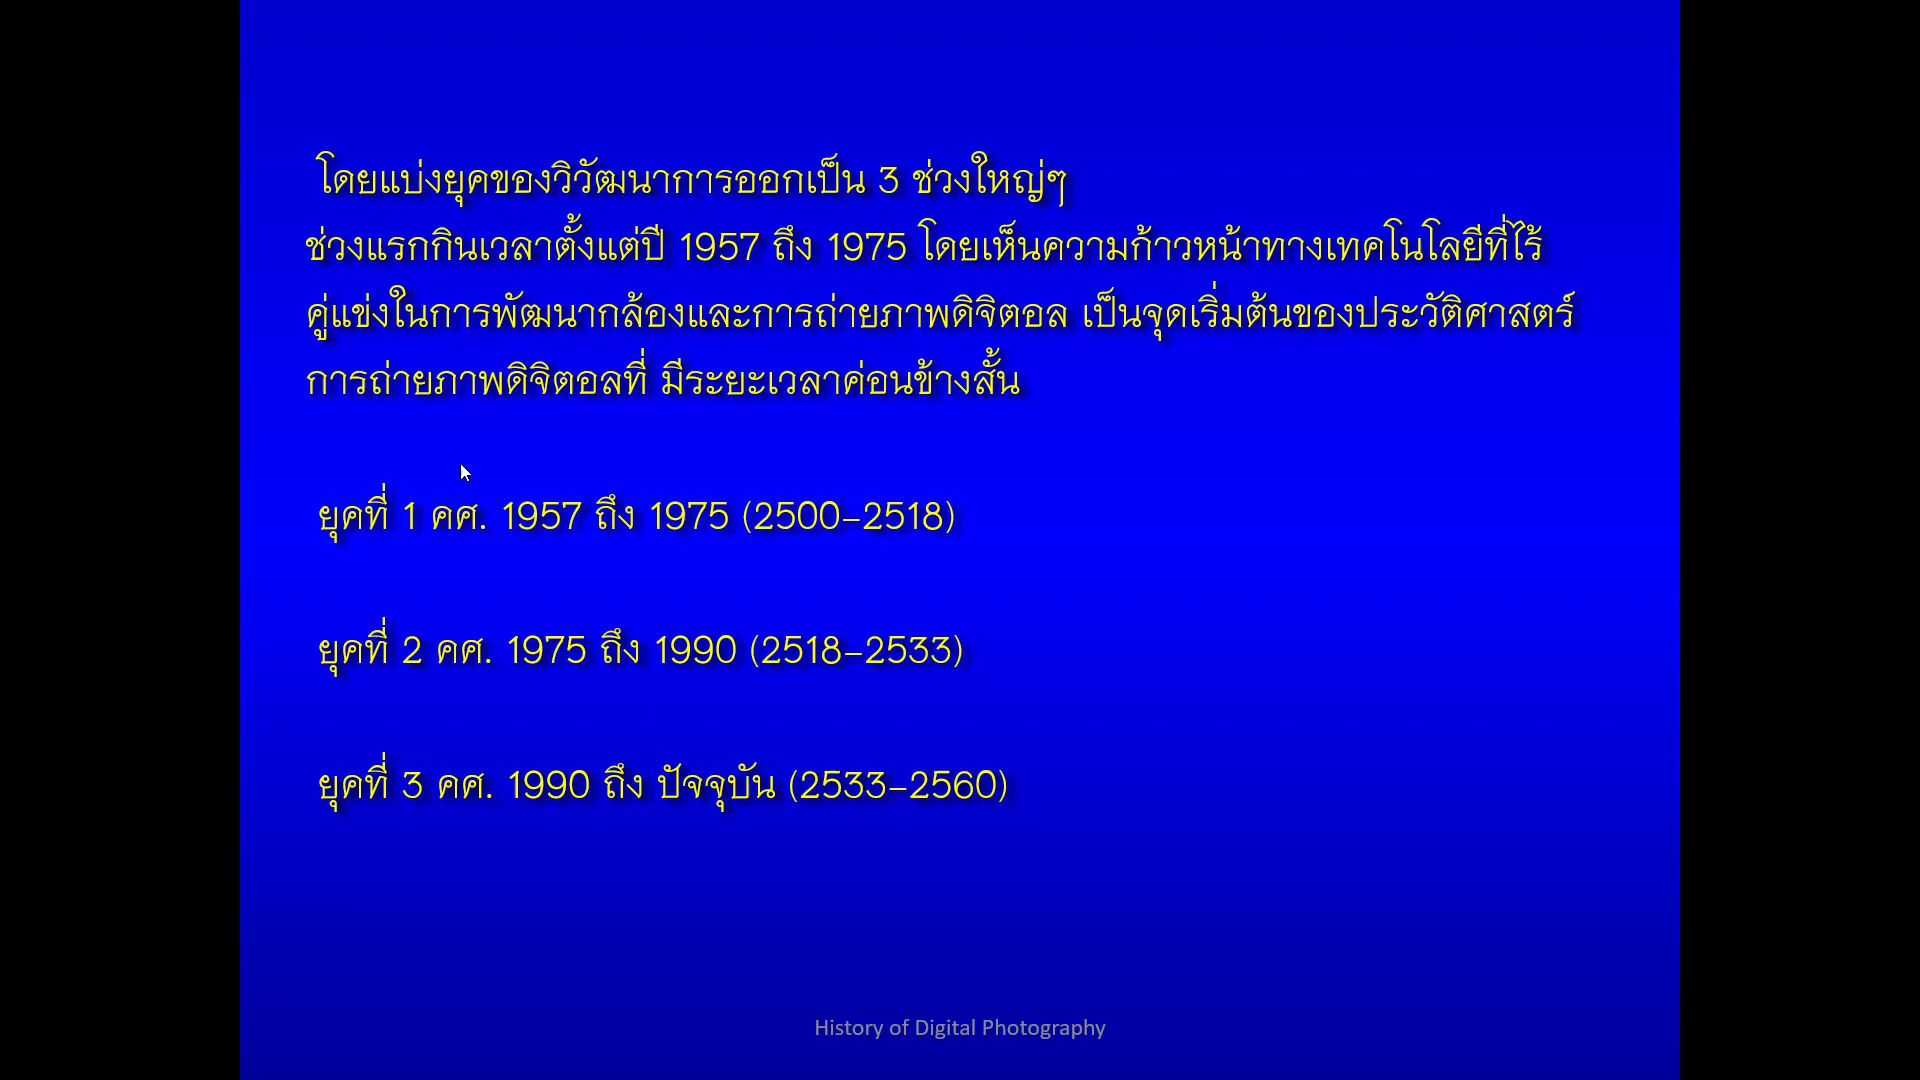 โดยแบ่งยุคของวิวัฒนาการออกเป็น 3 ช่วงใหญ่ๆ
ช่วงแรกกินเวลาตั้งแต่ปี 1957 ถึง 1975 โดยเห็นความก้าวหน้าทางเทคโนโลยีที่ไร้
คู่แข่งในการพัฒนากล้องและการถ่ายภาพดิจิตอล เป็นจุดเริ่มต้นของประวัติศาสตร์
การถ่ายภาพดิจิตอลที่ มีระยะเวลาค่อนข้างสั้น
ยุคที่ 1 คศ. 1957 ถึง 1975 (2500-2518)
ยุคที่ 2 คศ. 1975 ถึง 1990 (2518-2533)
ยุคที่ 3 คศ. 1990 ถึง ปัจจุบัน (2533-2560)
History of Digital Photography